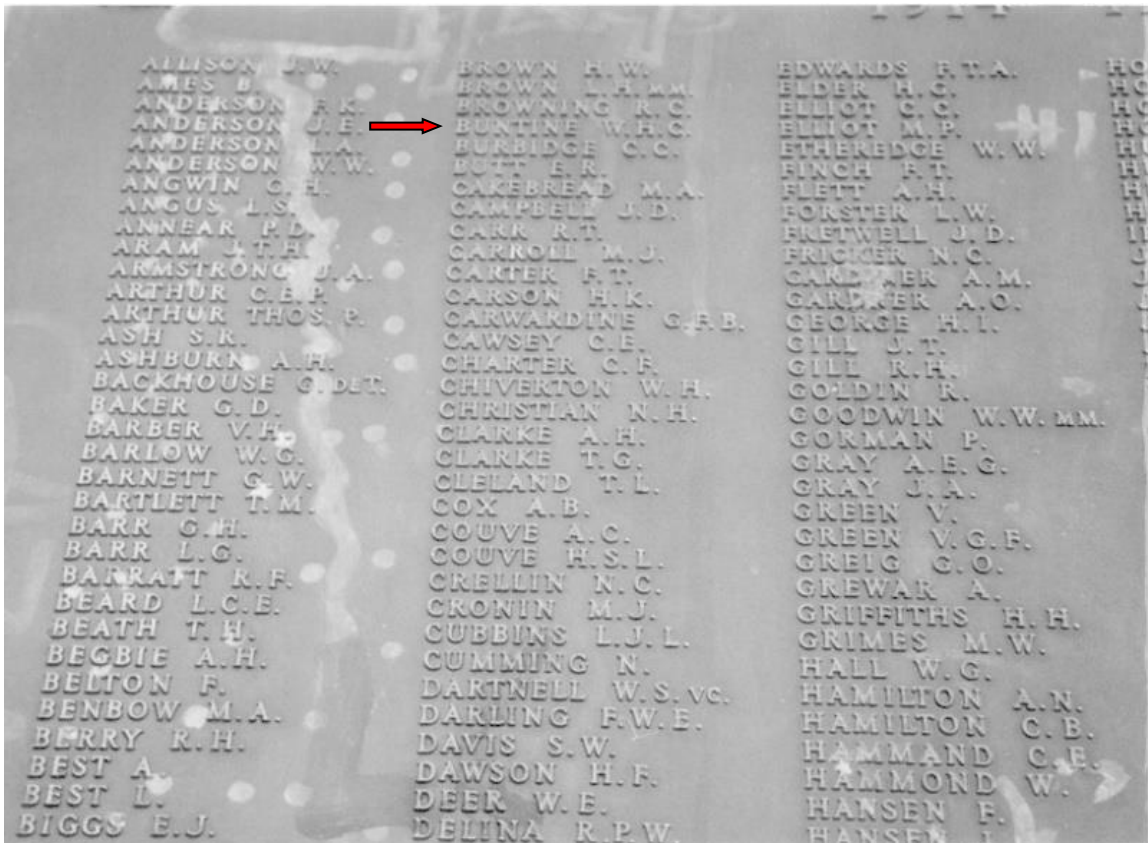 1914
ALLISON J.W.
AMES B.
ANDERSON F.K.
ANDERSON J.E.
ANDERSON L.A.
ANDERSON W.W.
ANGWIN C.H.
ANGUS L.S.
ANNEAR P.D.
ARAM J.T.H.
ARMSTRONG J.A.
ARTHUR C.E.P.
ARTHUR THOS. P.
ASH S.R.
ASHBURN A.H.
BACKHOUSE G. DET.
BAKER G.D.
BARBER V.H.
BARLOW W.G.
BARNETT G.W.
BARTLETT T.M.
BARR G.H.
BARR L.G.
BARRATT R.F.
BEARD L.C.E.
BEATH T.H.
BEGBIE A.H.
BELTON F.
BENBOW M.A.
BERRY R.H.
BEST A.
BEST L.
BIGGS E.J.
BROWN H.W.
BROWN L.H. MM.
BROWNING R.C.
BUNTINE W.H.C.
BURBIDGE C.C.
BUTT E.R.
CAKEBREAD M.A.
CAMPBELL J.D.
CARR R.T.
CARROLL M.J.
CARTER F.T.
CARSON H.K.
CARWARDINE G.F.B.
CAWSEY C.E.
CHARTER C.F.
CHIVERTON W.H.
CHRISTIAN N.H.
CLARKE A.H.
CLARKE T.G.
CLELAND T.L.
COX A.B.
COUVE A.C.
COUVE H.S.L.
CRELLIN N.C.
CRONIN M.J.
CUBBINS L.J.L.
CUMMING N.
DARTNELL W.S. VC.
DARLING F.W.E.
DAVIS S.W.
DAWSON H.F.
DEER W.E.
DELINA R.P.W.
EDWARDS F.T.A.
ELDER H.G.
ELLIOT C.C.
ELLIOT M.P.
ETHEREDGE W.W.
FINCH F.T.
FLETT A.H.
FORSTER L.W.
FRETWELL J.D.
FRICKER N.C.
GARDINER A.M.
GARDNER A.O.
GEORGE H.I.
GILL J.T.
GILL R.H.
GOLDIN R.
GOODWIN W.W. MM.
GORMAN P.
GRAY A.E.G.
GRAY J.A.
GREEN V.
GREEN V.G.F.
GREIG G.O.
GREWAR A.
GRIFFITHS H.H.
GRIMES M.W.
HALL W.G.
HAMILTON A.N.
HAMILTON C.B.
HAMMAND C.E.
HAMMOND W.
HANSEN F.
HANSEN